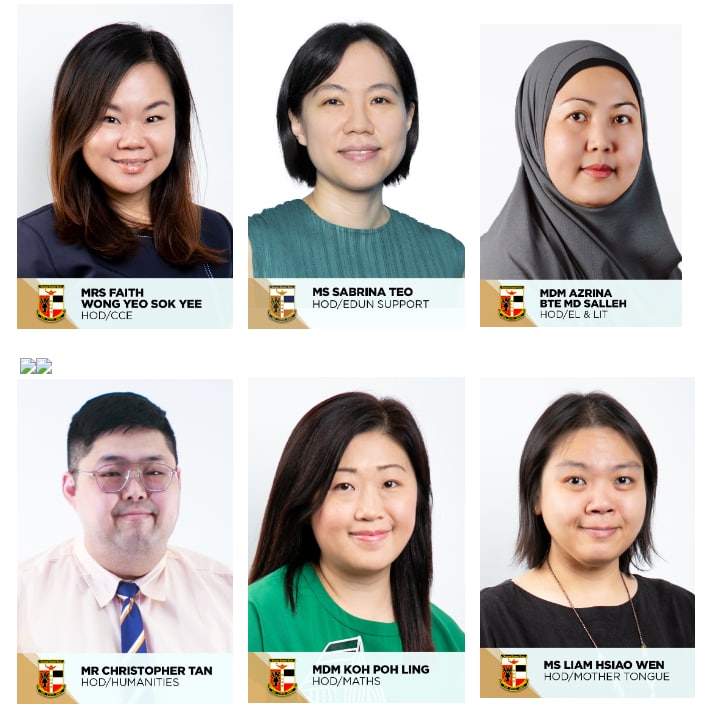 MRS FAITH
WONG YEO SOK YEE
HOD/CCE
MS SABRINA TEO
HOD/EDUN SUPPORT
MDM AZRINA
BTE MD SALLEH
HOD/EL & LIT
MR CHRISTOPHER TAN
HOD/HUMANITIES
MDM KOH POH LING
HOD/MATHS
MS LIAM HSIAO WEN
HOD/MOTHER TONGUE